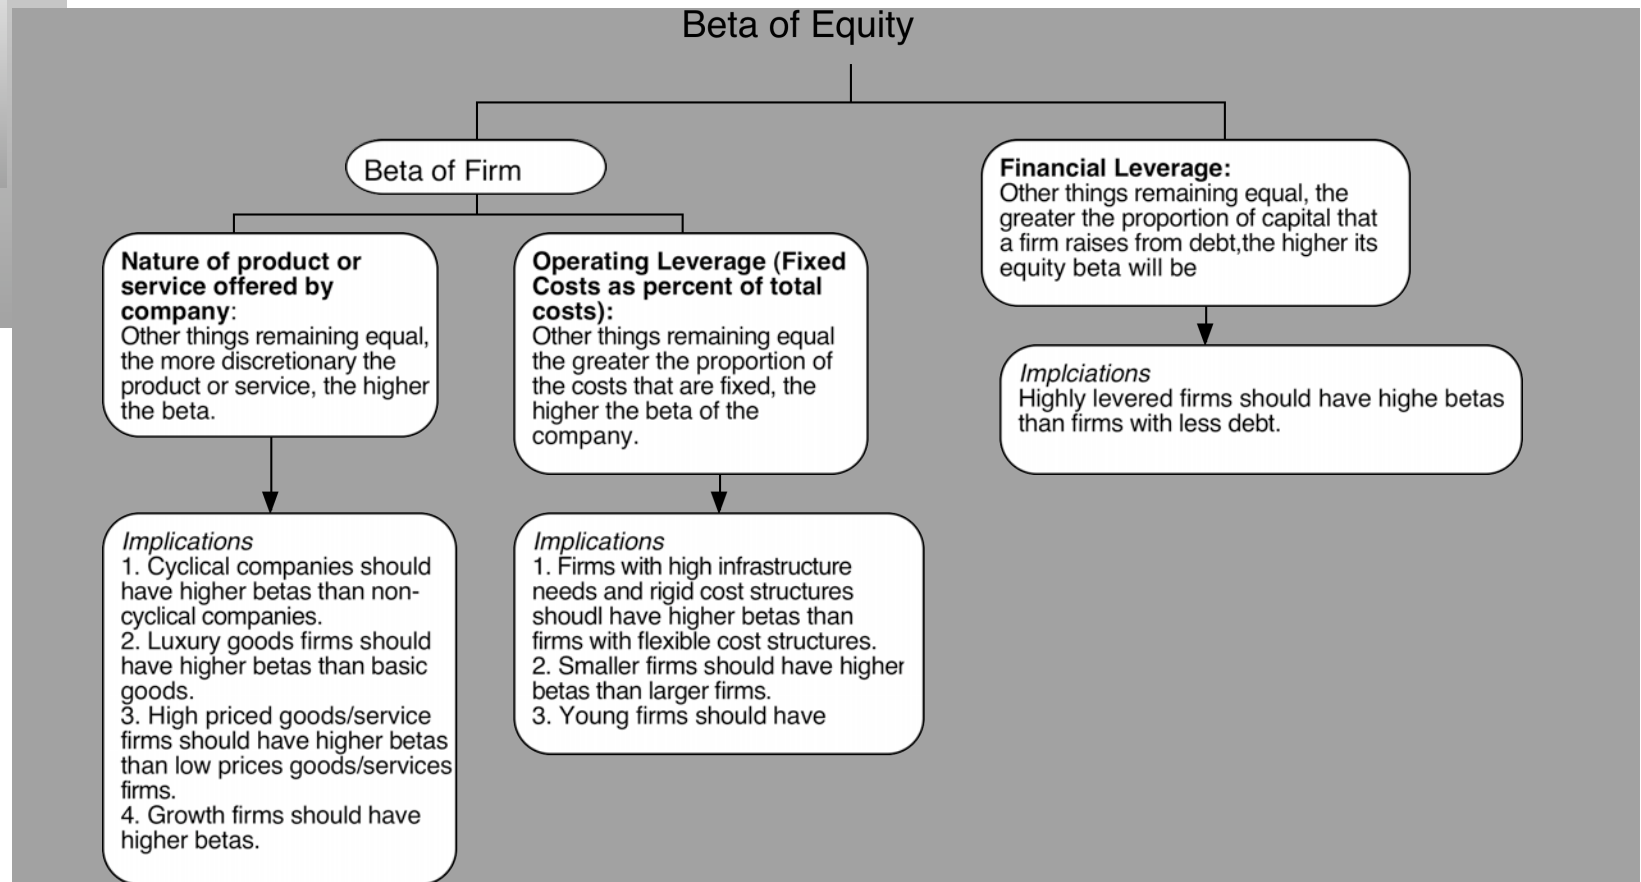 Beta of Equity
Beta of Firm
Nature of product or
service offered by
company:
Other things remaining equal,
the more discretionary the
product or service, the higher
the beta.
Operating Leverage (Fixed
Costs as percent of total
costs):
Other things remaining equal
the greater the proportion of
the costs that are fixed, the
higher the beta of the
company.
Financial Leverage:
Other things remaining equal, the
greater the proportion of capital that
a firm raises from debt,the higher its
equity beta will be
Implciations
Highly levered firms should have highe betas
than firms with less debt.
Implications
1. Cyclical companies should
have higher betas than non-
cyclical companies.
2. Luxury goods firms should
have higher betas than basic
goods.
3. High priced goods/service
firms should have higher betas
than low prices goods/services
firms.
4. Growth firms should have
higher betas.
Implications
1. Firms with high infrastructure
needs and rigid cost structures
shoudl have higher betas than
firms with flexible cost structures.
2. Smaller firms should have higher
betas than larger firms.
3. Young firms should have